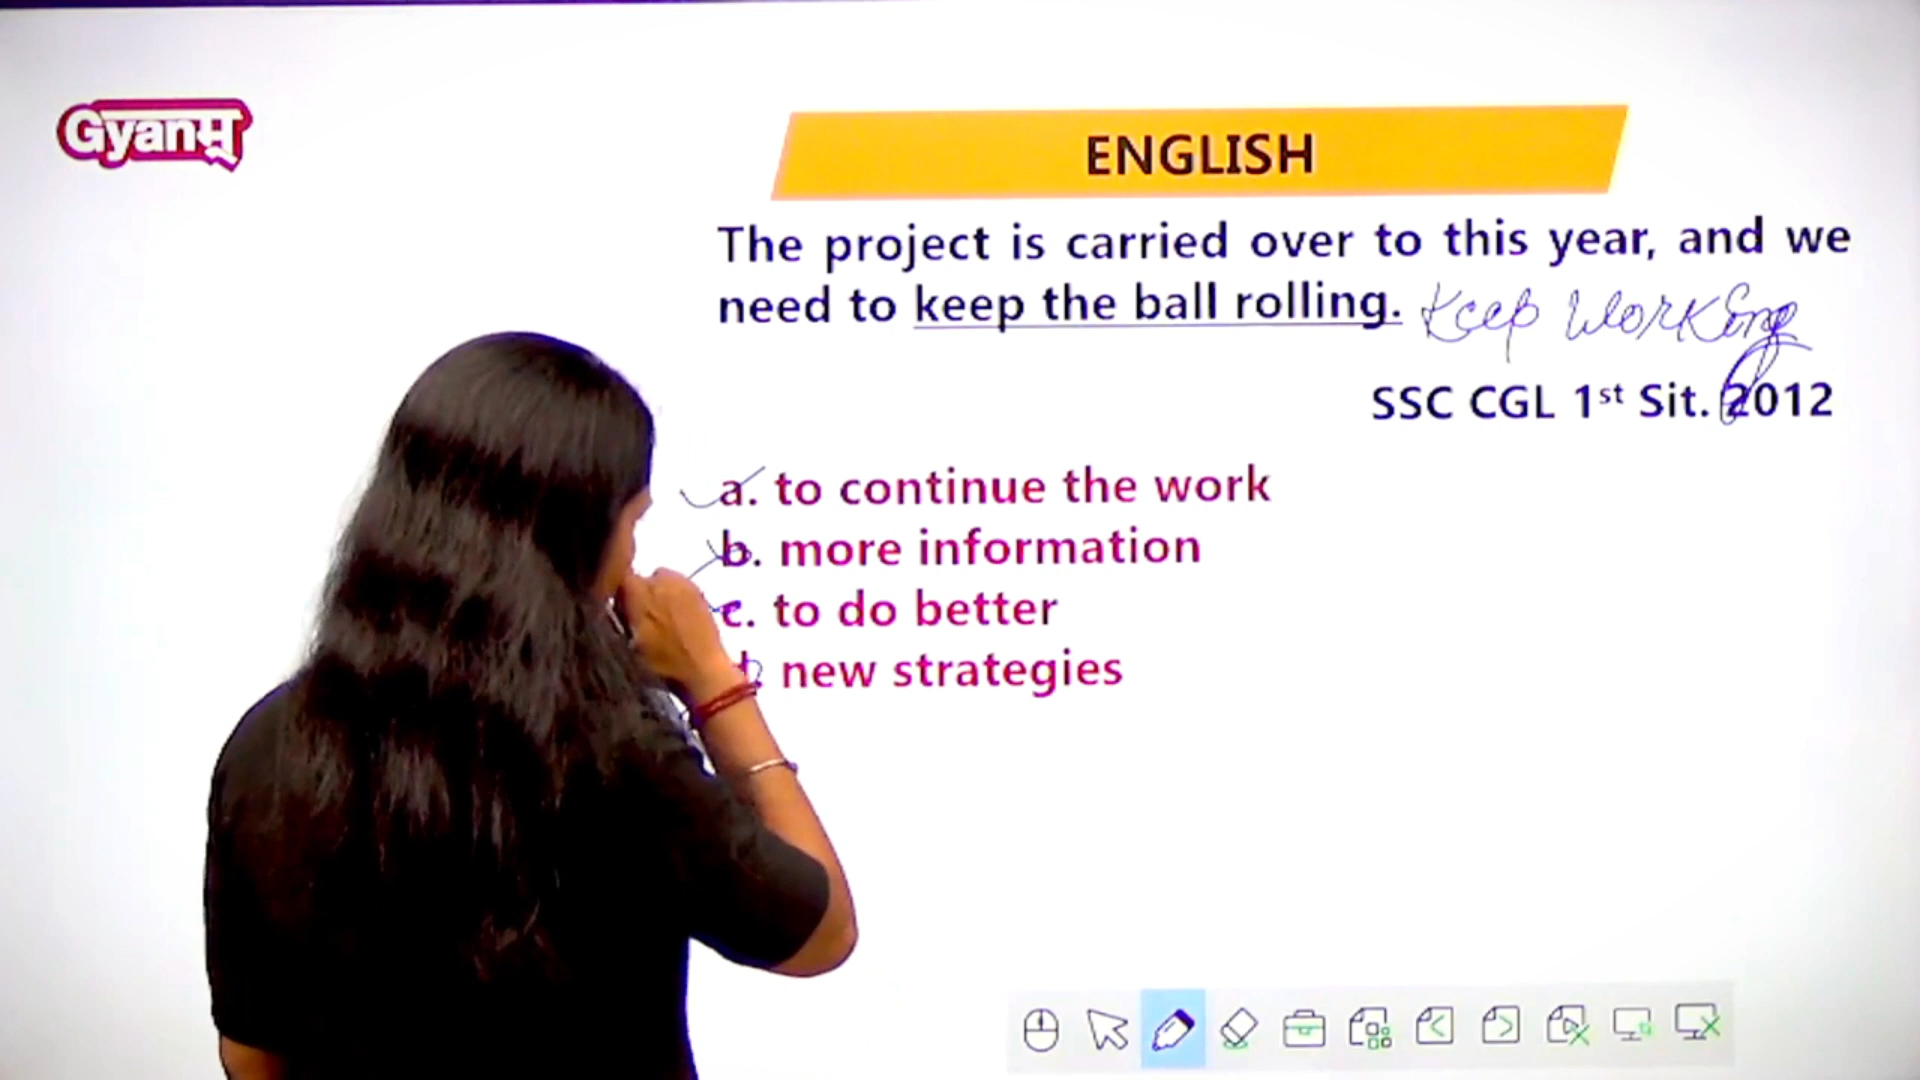 Gyanम्
ENGLISH
The project is carried over to this year, and we
need to keep the ball rolling. Keep Working
SSC CGL 1st Sit. 2012
a. to continue the work
b. more information
c. to do better
d. new strategies